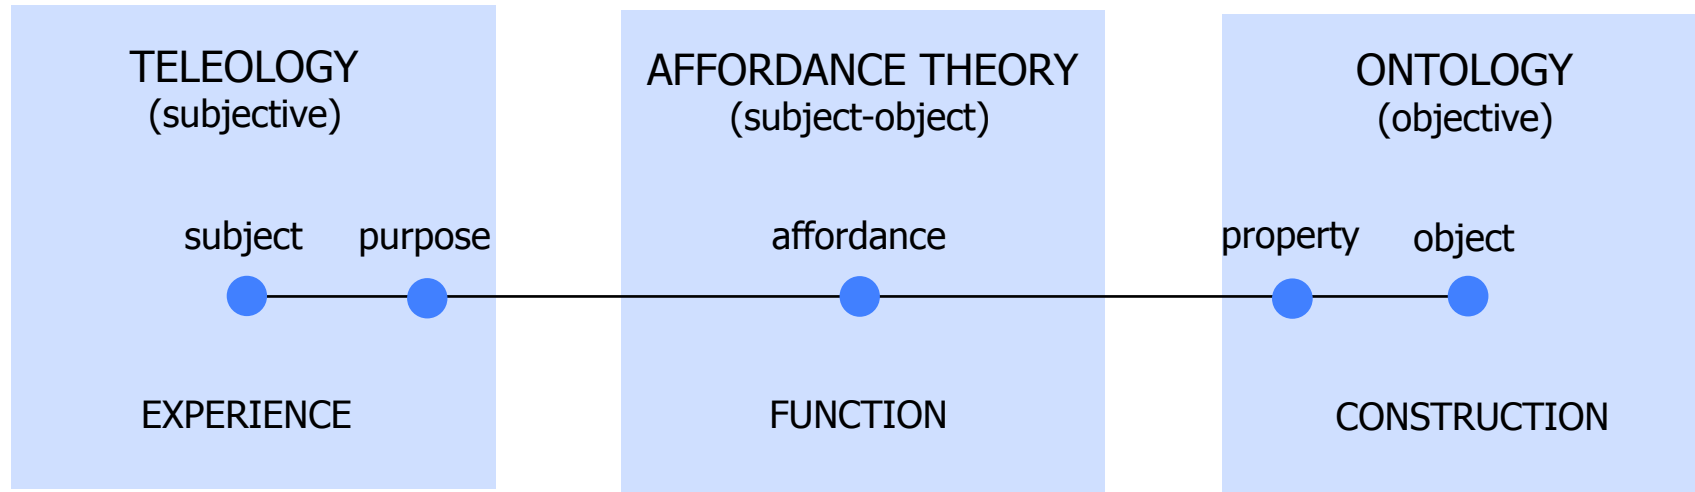 TELEOLOGY
(subjective)
AFFORDANCE THEORY
(subject-object)
ONTOLOGY
(objective)
subject
purpose
affordance
property
object
EXPERIENCE
FUNCTION
CONSTRUCTION